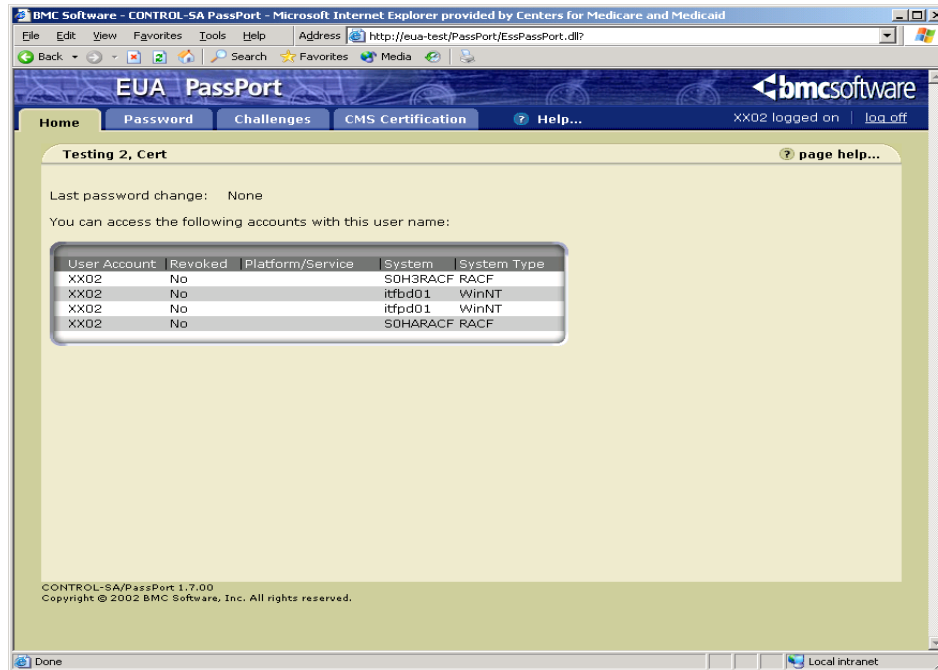 BMC Software - CONTROL-SA PassPort - Microsoft Internet Explorer provided by Centers for Medicare and Medicaid
File Edit View Favorites Tools Help Address http://eua-test/PassPort/EssPassPort.dll?
Back Search Favorites Media
EUA PassPort bmcsoftware
Home Password Challenges CMS Certification ? Help... XX02 logged on | log off
Testing 2, Cert ? page help...
Last password change: None
You can access the following accounts with this user name:
User Account |Revoked |Platform/Service |System |System Type
XX02 No S0H3RACF RACF
XX02 No itfbd01 WinNT
XX02 No itfpd01 WinNT
XX02 No S0HARACF RACF
CONTROL-SA/PassPort 1.7.00
Copyright © 2002 BMC Software, Inc. All rights reserved.
Done Local intranet